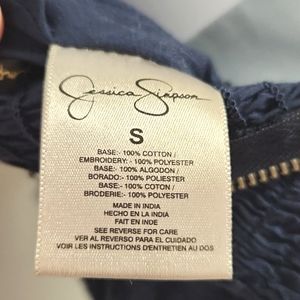 Jessica Simpson
S
BASE:- 100% COTTON /
EMBROIDERY: - 100% POLYESTER
BASE:- 100% ALGODON /
BORADO:- 100% POLIESTER
BASE:- 100% COTON /
BRODERIE:- 100% POLYESTER
MADE IN INDIA
HECHO EN LA INDIA
FAIT EN INDE
SEE REVERSE FOR CARE
VER AL REVERSO PARA EL CUIDADO
VOIR LES INSTRUCTIONS D'ENTRETIEN AU DOS